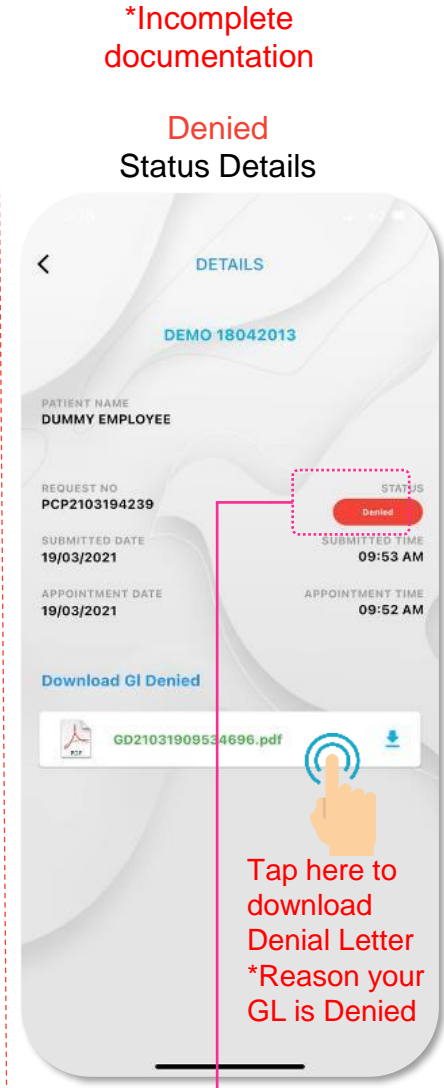 *Incomplete
documentation
Denied
Status Details
DETAILS
DEMO 18042013
PATIENT NAME
DUMMY EMPLOYEE
REQUEST NO
STATUS
PCP2103194239
Denied
SUBMITTED DATE
SUBMITTED TIME
19/03/2021
09:53 AM
APPOINTMENT DATE
APPOINTMENT TIME
19/03/2021
09:52 AM
Download Gl Denied
PDF
GD21031909534696.pdf
Tap here to
download
Denial Letter
*Reason your
GL is Denied